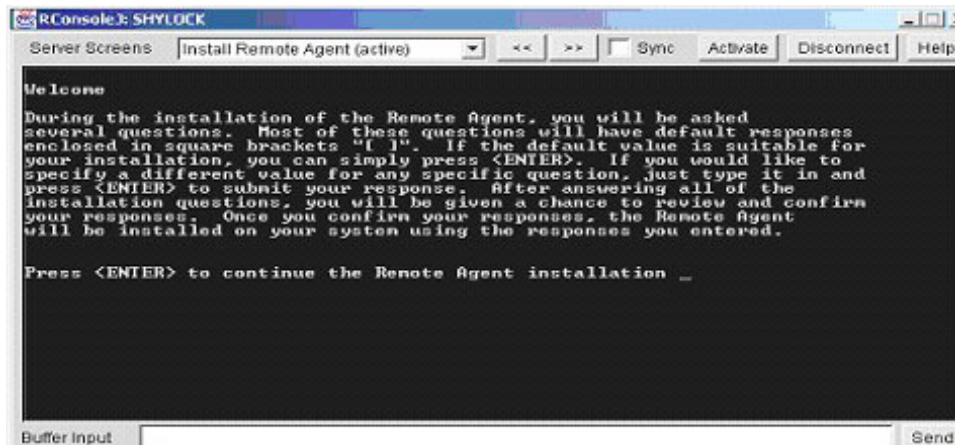 RConsoleJ: SHYLOCK
Server Screens Install Remote Agent (active) << >> Sync Activate Disconnect Help
Welcome
During the installation of the Remote Agent, you will be asked
several questions. Most of these questions will have default responses
enclosed in square brackets "[ ]". If the default value is suitable for
your installation, you can simply press <ENTER>. If you would like to
specify a different value for any specific question, just type it in and
press <ENTER> to submit your response. After answering all of the
installation questions, you will be given a chance to review and confirm
your responses. Once you confirm your responses, the Remote Agent
will be installed on your system using the responses you entered.
Press <ENTER> to continue the Remote Agent installation _
Buffer Input Send